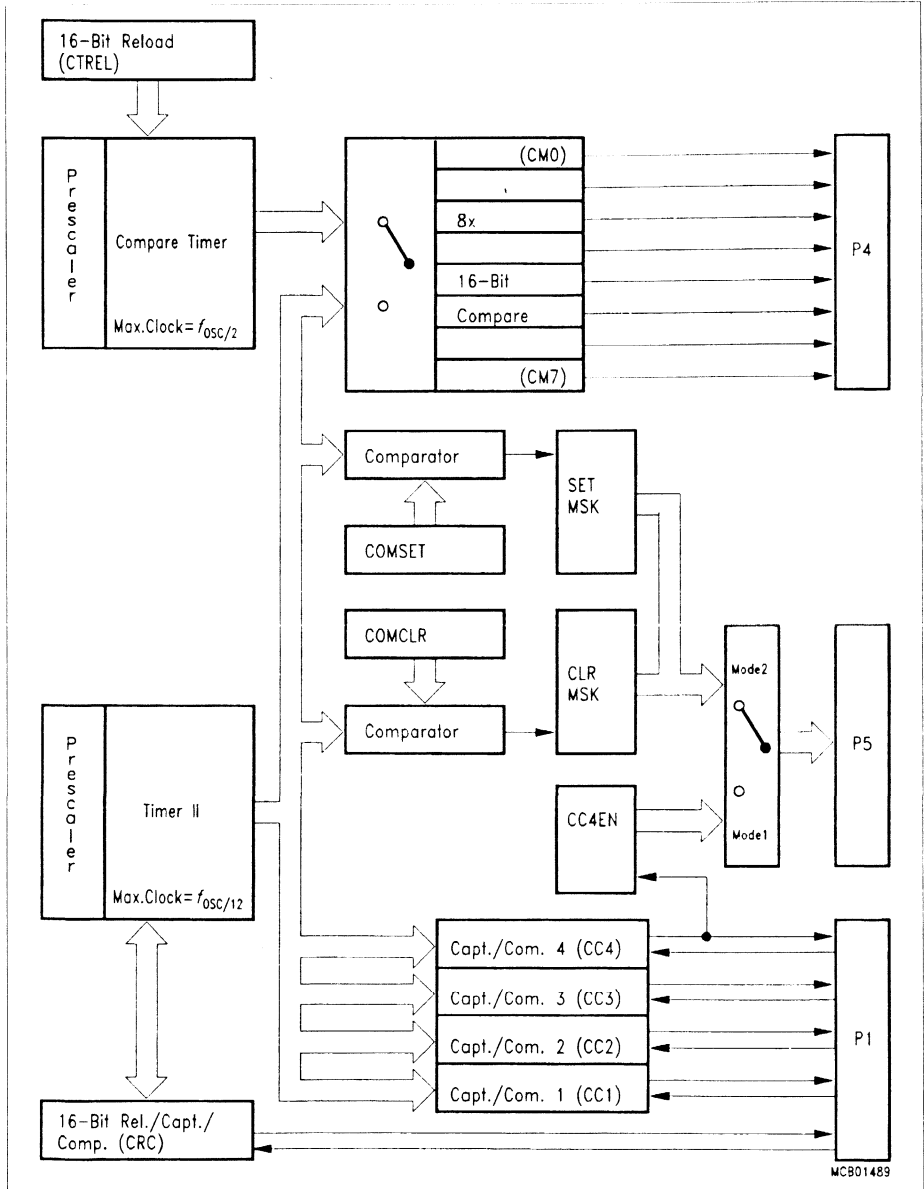 16-Bit Reload
(CTREL)
Prescaler
Compare Timer
Max.Clock= fOSC/2
(CM0)
8x
16-Bit
Compare
(CM7)
P4
Comparator
SET
MSK
COMSET
COMCLR
CLR
MSK
Comparator
Mode2
Mode1
P5
Prescaler
Timer II
Max.Clock= fOSC/12
CC4EN
Capt./Com. 4 (CC4)
Capt./Com. 3 (CC3)
Capt./Com. 2 (CC2)
Capt./Com. 1 (CC1)
P1
16-Bit Rel./Capt./
Comp. (CRC)
MCB01489